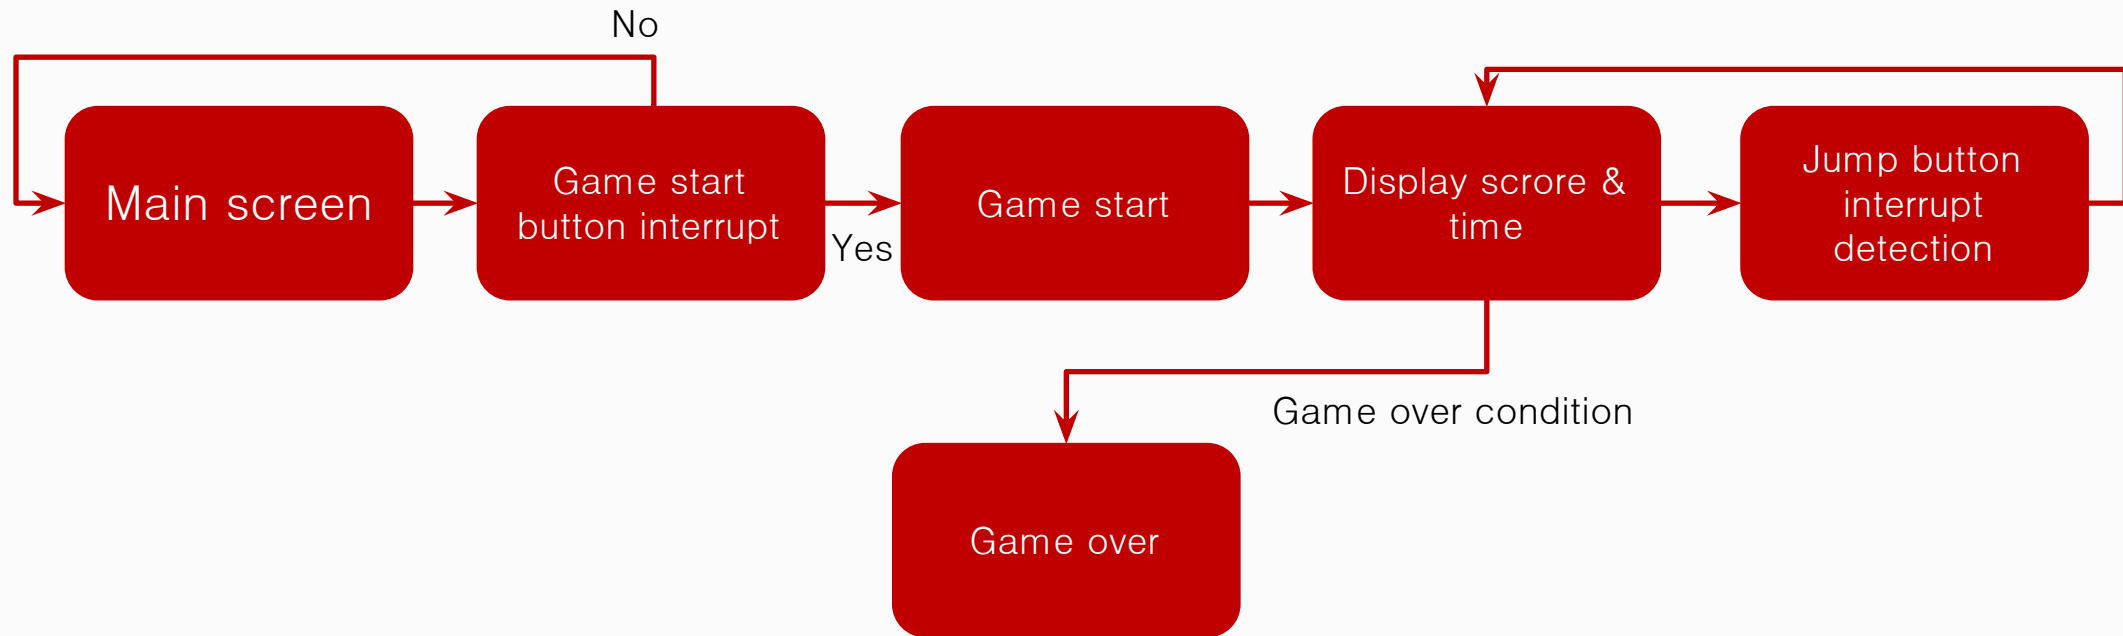 No
Main screen
Game start
button interrupt
Yes
Game start
Display scrore &
time
Jump button
interrupt
detection
Game over condition
Game over